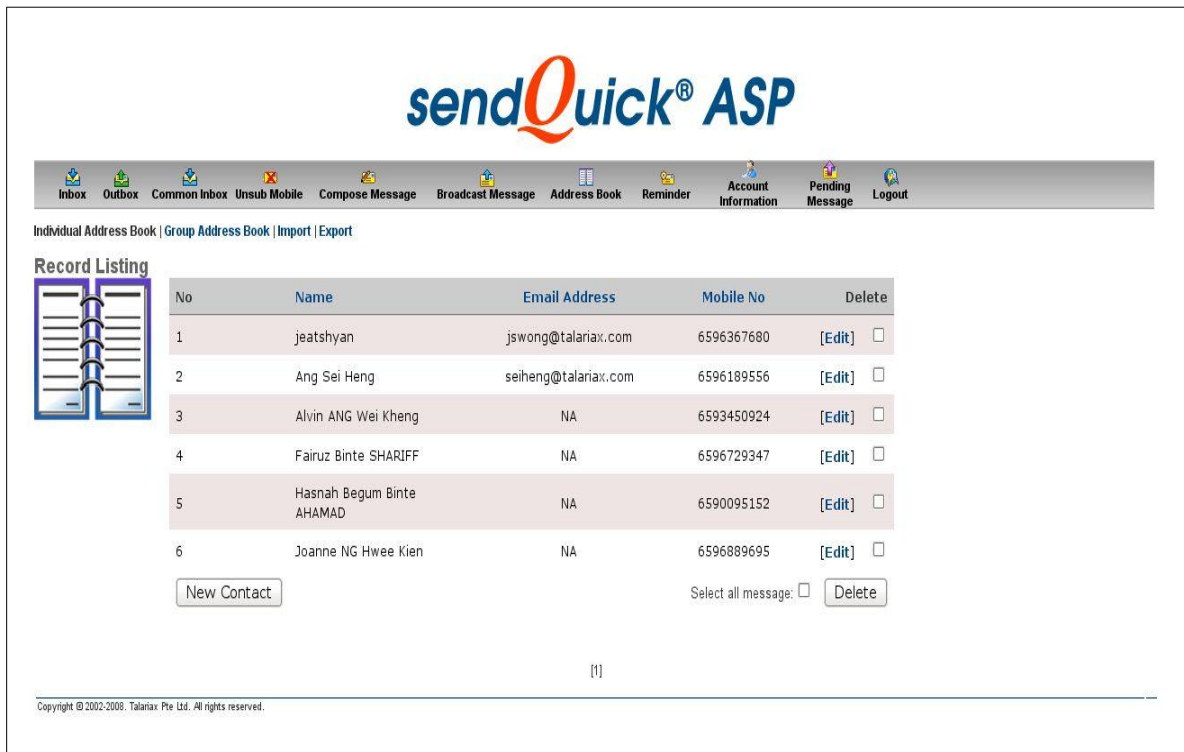 sendQuick® ASP
Inbox Outbox Common Inbox Unsub Mobile Compose Message Broadcast Message Address Book Reminder Account Information Pending Message Logout
Individual Address Book | Group Address Book | Import | Export
Record Listing
No Name Email Address Mobile No Delete
1 jeatshyan jswong@talariax.com 6596367680 [Edit]
2 Ang Sei Heng seiheng@talariax.com 6596189556 [Edit]
3 Alvin ANG Wei Kheng NA 6593450924 [Edit]
4 Fairuz Binte SHARIFF NA 6596729347 [Edit]
5 Hasnah Begum Binte AHAMAD NA 6590095152 [Edit]
6 Joanne NG Hwee Kien NA 6596889695 [Edit]
New Contact Select all message: Delete
[1]
Copyright © 2002-2008. Talariax Pte Ltd. All rights reserved.